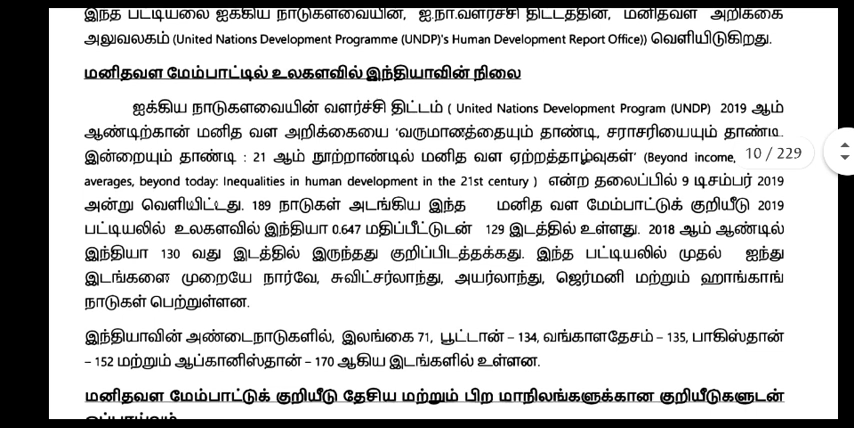 இந்த பட்டியலை ஐக்கிய நாடுகளவையின், ஐ.நா.வளர்ச்சி திட்டத்தின், மனிதவள அறிக்கை
அலுவலகம் (United Nations Development Programme (UNDP)'s Human Development Report Office)) வெளியிடுகிறது.
மனிதவள மேம்பாட்டில் உலகளவில் இந்தியாவின் நிலை
ஐக்கிய நாடுகளவையின் வளர்ச்சி திட்டம் ( United Nations Development Program (UNDP) 2019 ஆம்
ஆண்டிற்கான மனித வள அறிக்கையை 'வருமானத்தையும் தாண்டி, சராசரியையும் தாண்டி.
இன்றையும் தாண்டி : 21 ஆம் நூற்றாண்டில் மனித வள ஏற்றத்தாழ்வுகள்' (Beyond income, 10 / 229
averages, beyond today: Inequalities in human development in the 21st century ) என்ற தலைப்பில் 9 டிசம்பர் 2019
அன்று வெளியிட்டது. 189 நாடுகள் அடங்கிய இந்த மனித வள மேம்பாட்டுக் குறியீடு 2019
பட்டியலில் உலகளவில் இந்தியா 0.647 மதிப்பீட்டுடன் 129 இடத்தில் உள்ளது. 2018 ஆம் ஆண்டில்
இந்தியா 130 வது இடத்தில் இருந்தது குறிப்பிடத்தக்கது. இந்த பட்டியலில் முதல் ஐந்து
இடங்களை முறையே நார்வே, சுவிட்சர்லாந்து, அயர்லாந்து, ஜெர்மனி மற்றும் ஹாங்காங்
நாடுகள் பெற்றுள்ளன.
இந்தியாவின் அண்டைநாடுகளில், இலங்கை 71, பூட்டான் – 134, வங்காளதேசம் – 135, பாகிஸ்தான்
– 152 மற்றும் ஆப்கானிஸ்தான் – 170 ஆகிய இடங்களில் உள்ளன.
மனிதவள மேம்பாட்டுக் குறியீடு தேசிய மற்றும் பிற மாநிலங்களுக்கான குறியீடுகளுடன்